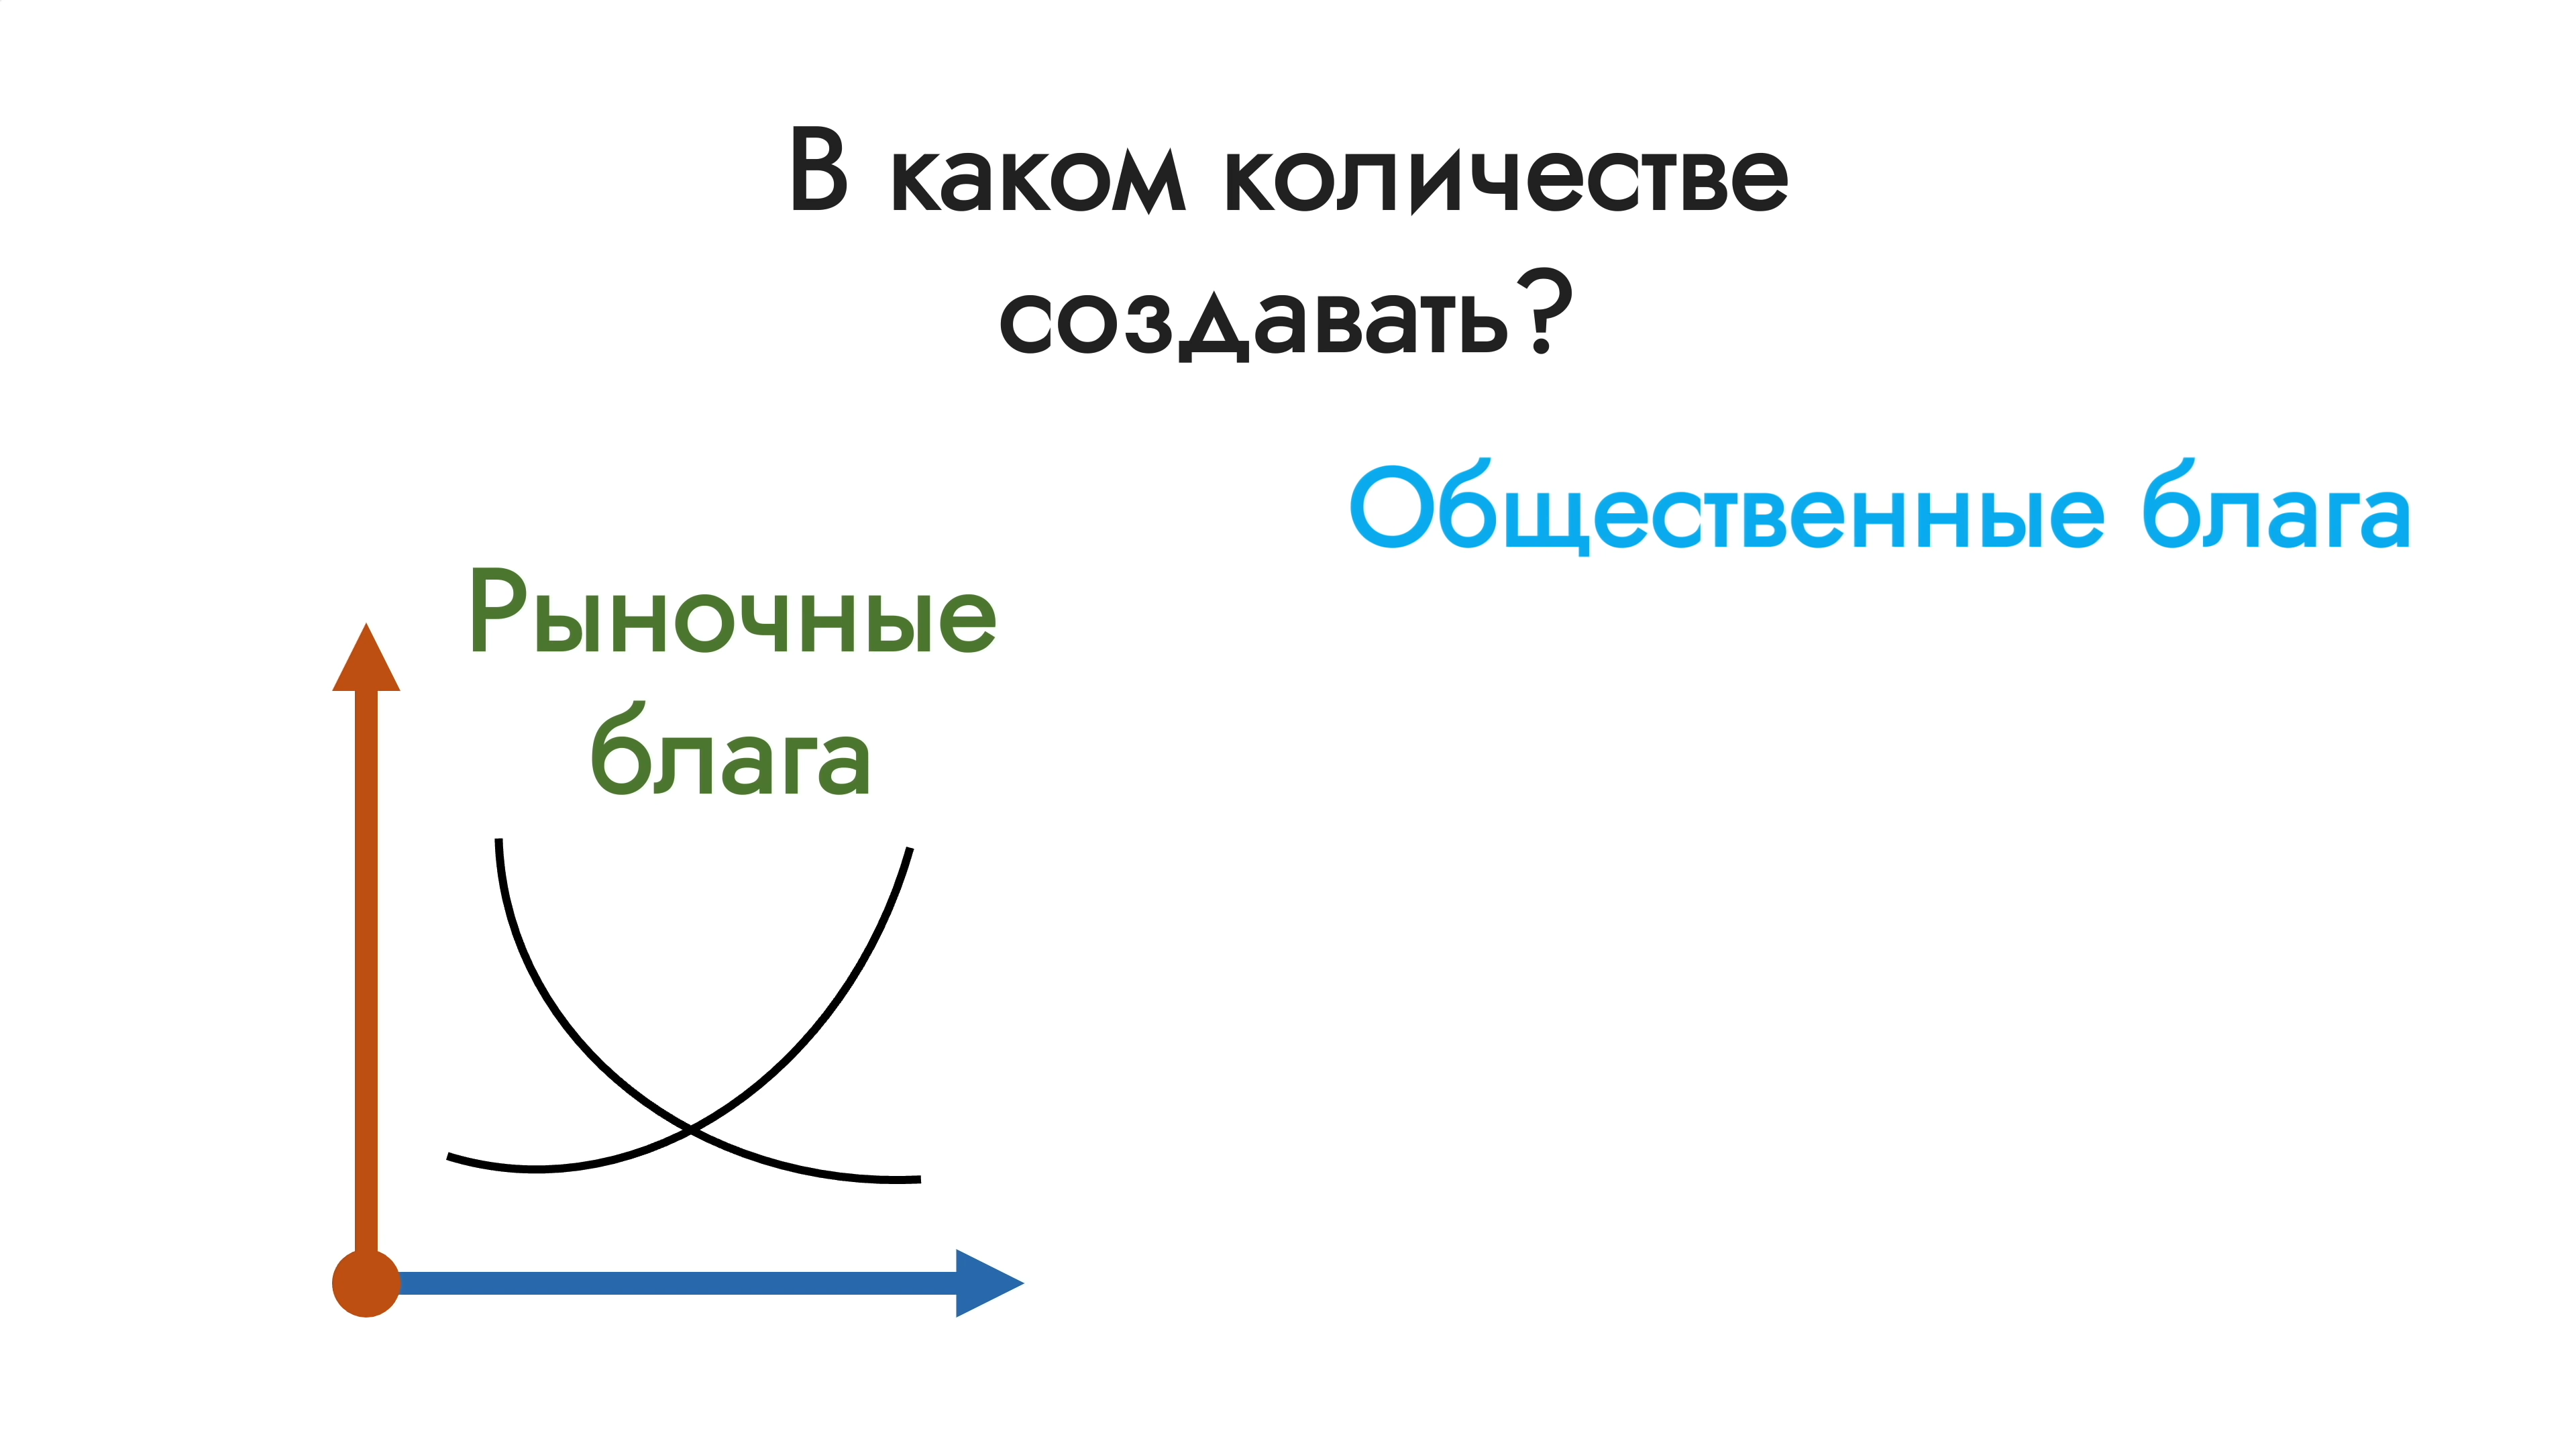 В каком количестве
создавать?
Общественные блага
Рыночные
блага